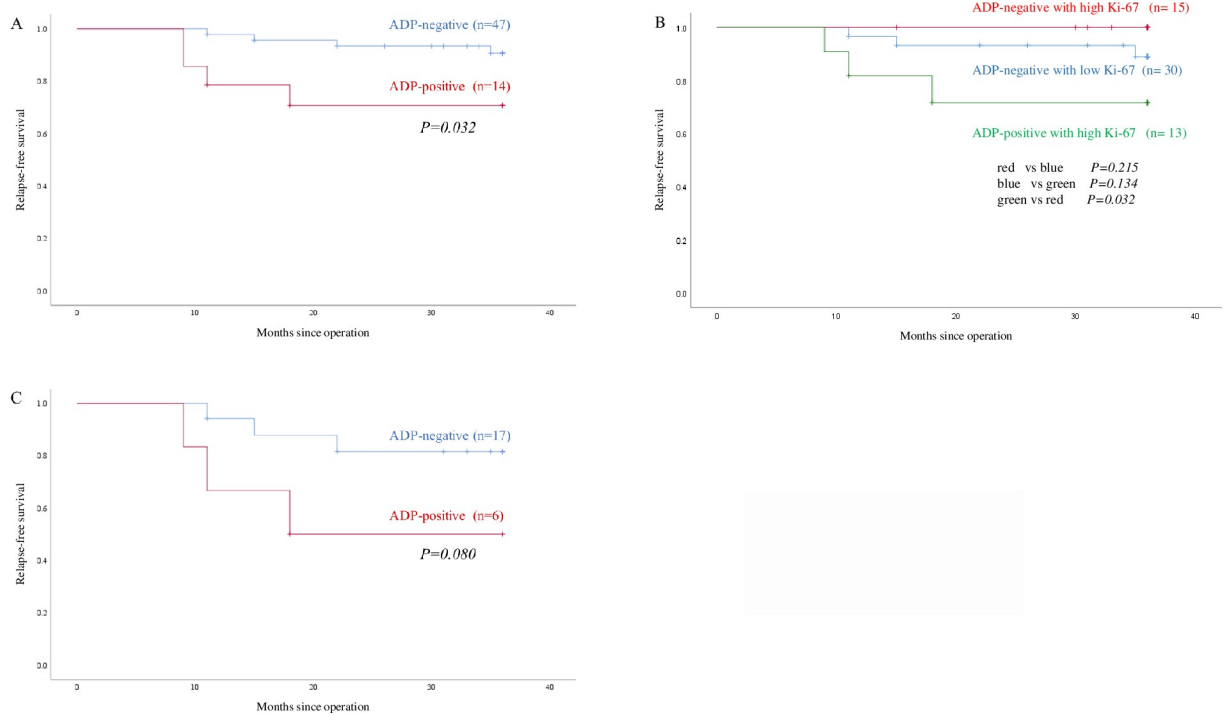 A
1.0
0.8
0.6
0.4
0.2
0.0
Relapse-free survival
ADP-negative (n=47)
ADP-positive (n=14)
P=0.032
0 10 20 30 40
Months since operation
B
1.0
0.8
0.6
0.4
0.2
0.0
Relapse-free survival
ADP-negative with high Ki-67 (n= 15)
ADP-negative with low Ki-67 (n= 30)
ADP-positive with high Ki-67 (n= 13)
red vs blue P=0.215
blue vs green P=0.134
green vs red P=0.032
0 10 20 30 40
Months since operation
C
1.0
0.8
0.6
0.4
0.2
0.0
Relapse-free survival
ADP-negative (n=17)
ADP-positive (n=6)
P=0.080
0 10 20 30 40
Months since operation